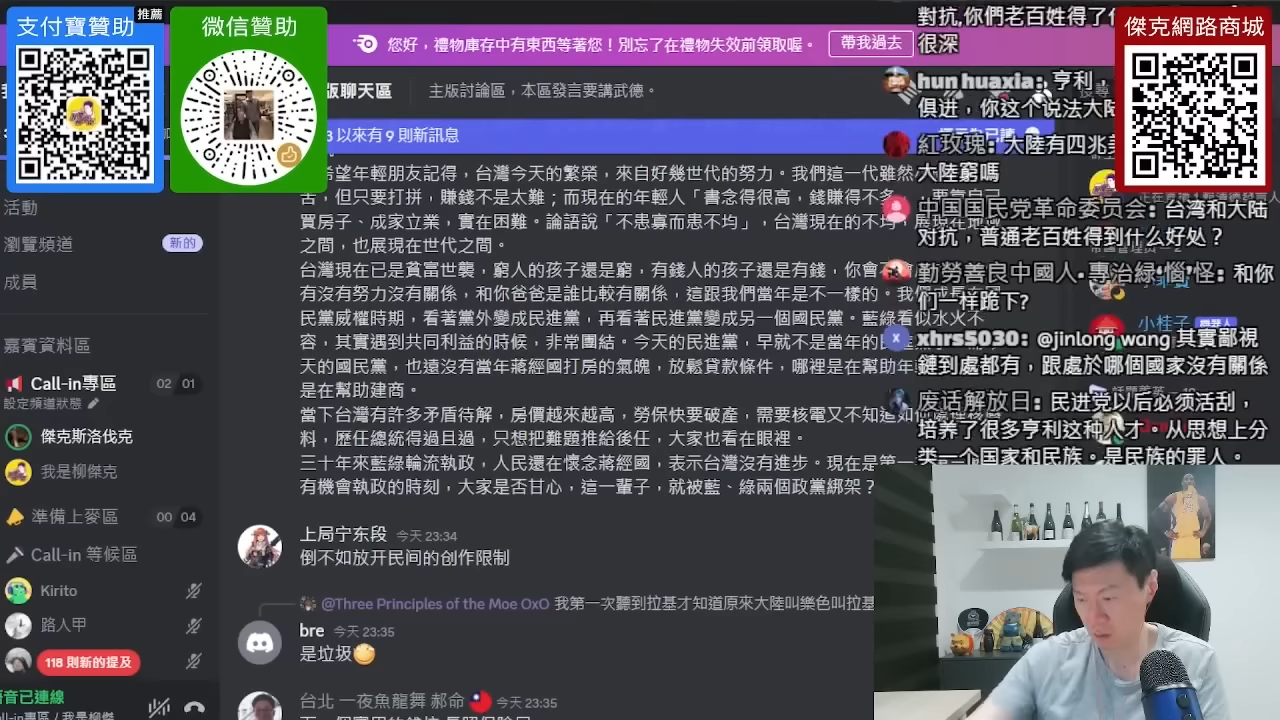 支付寶贊助
推薦
微信贊助
傑克網路商城
您好，禮物庫存中有東西等著您！別忘了在禮物失效前領取喔。
帶我過去
版聊天區
主版討論區，本區發言要講武德。
以來有 9 則新訊息
活動
瀏覽頻道
新的
成員
嘉賓資料區
Call-in專區
02 01
設定頻道狀態
傑克斯洛伐克
我是柳傑克
準備上麥區
00 04
Call-in 等候區
Kirito
路人甲
118 則新的提及
音已連線
希望年輕朋友記得，台灣今天的繁榮，來自好幾世代的努力。我們這一代雖然
苦，但只要打拼，賺錢不是太難；而現在的年輕人「書念得很高，錢賺得不多
買房子、成家立業，實在困難。論語說「不患寡而患不均」，台灣現在的不均，展現在地域
之間，也展現在世代之間。
台灣現在已是貧富世襲，窮人的孩子還是窮，有錢人的孩子還是有錢，你會
有沒有努力沒有關係，和你爸爸是誰比較有關係，這跟我們當年是不一樣的。我們成長在國
民黨威權時期，看著黨外變成民進黨，再看著民進黨變成另一個國民黨。藍綠看似水火不
容，其實遇到共同利益的時候，非常團結。今天的民進黨，早就不是當年的
天的國民黨，也遠沒有當年蔣經國打房的氣魄，放鬆貸款條件，哪裡是在幫助年
是在幫助建商。
當下台灣有許多矛盾待解，房價越來越高，勞保快要破產，需要核電又不知道如何處理核廢
料，歷任總統得過且過，只想把難題推給後任，大家也看在眼裡。
三十年來藍綠輪流執政，人民還在懷念蔣經國，表示台灣沒有進步。現在是第一
有機會執政的時刻，大家是否甘心，這一輩子，就被藍、綠兩個政黨綁架？
上局宁东段 今天 23:34
倒不如放开民间的创作限制
@Three Principles of the Moe OxO 我第一次聽到拉基才知道原來大陸叫樂色叫拉基
bre 今天 23:35
是垃圾
台北 一夜魚龍舞 郝命 今天 23:35
對抗,你們老百姓得了
很深
hun huaxia: 亨利，
俱进，你这个说法大陆
紅玫瑰: 大陸有四兆美
大陸窮嗎
中国国民党革命委员会: 台湾和大陆
对抗，普通老百姓得到什么好处？
勤勞善良中國人·專治綠“惱”怪: 和你
们一样跪下?
小桂子
xhrs5030: @jinlong wang 其實鄙視
鏈到處都有，跟處於哪個國家沒有關係
废话解放日: 民进党以后必须活刮，
培养了很多亨利这种人才。从思想上分
类一个国家和民族。是民族的罪人。